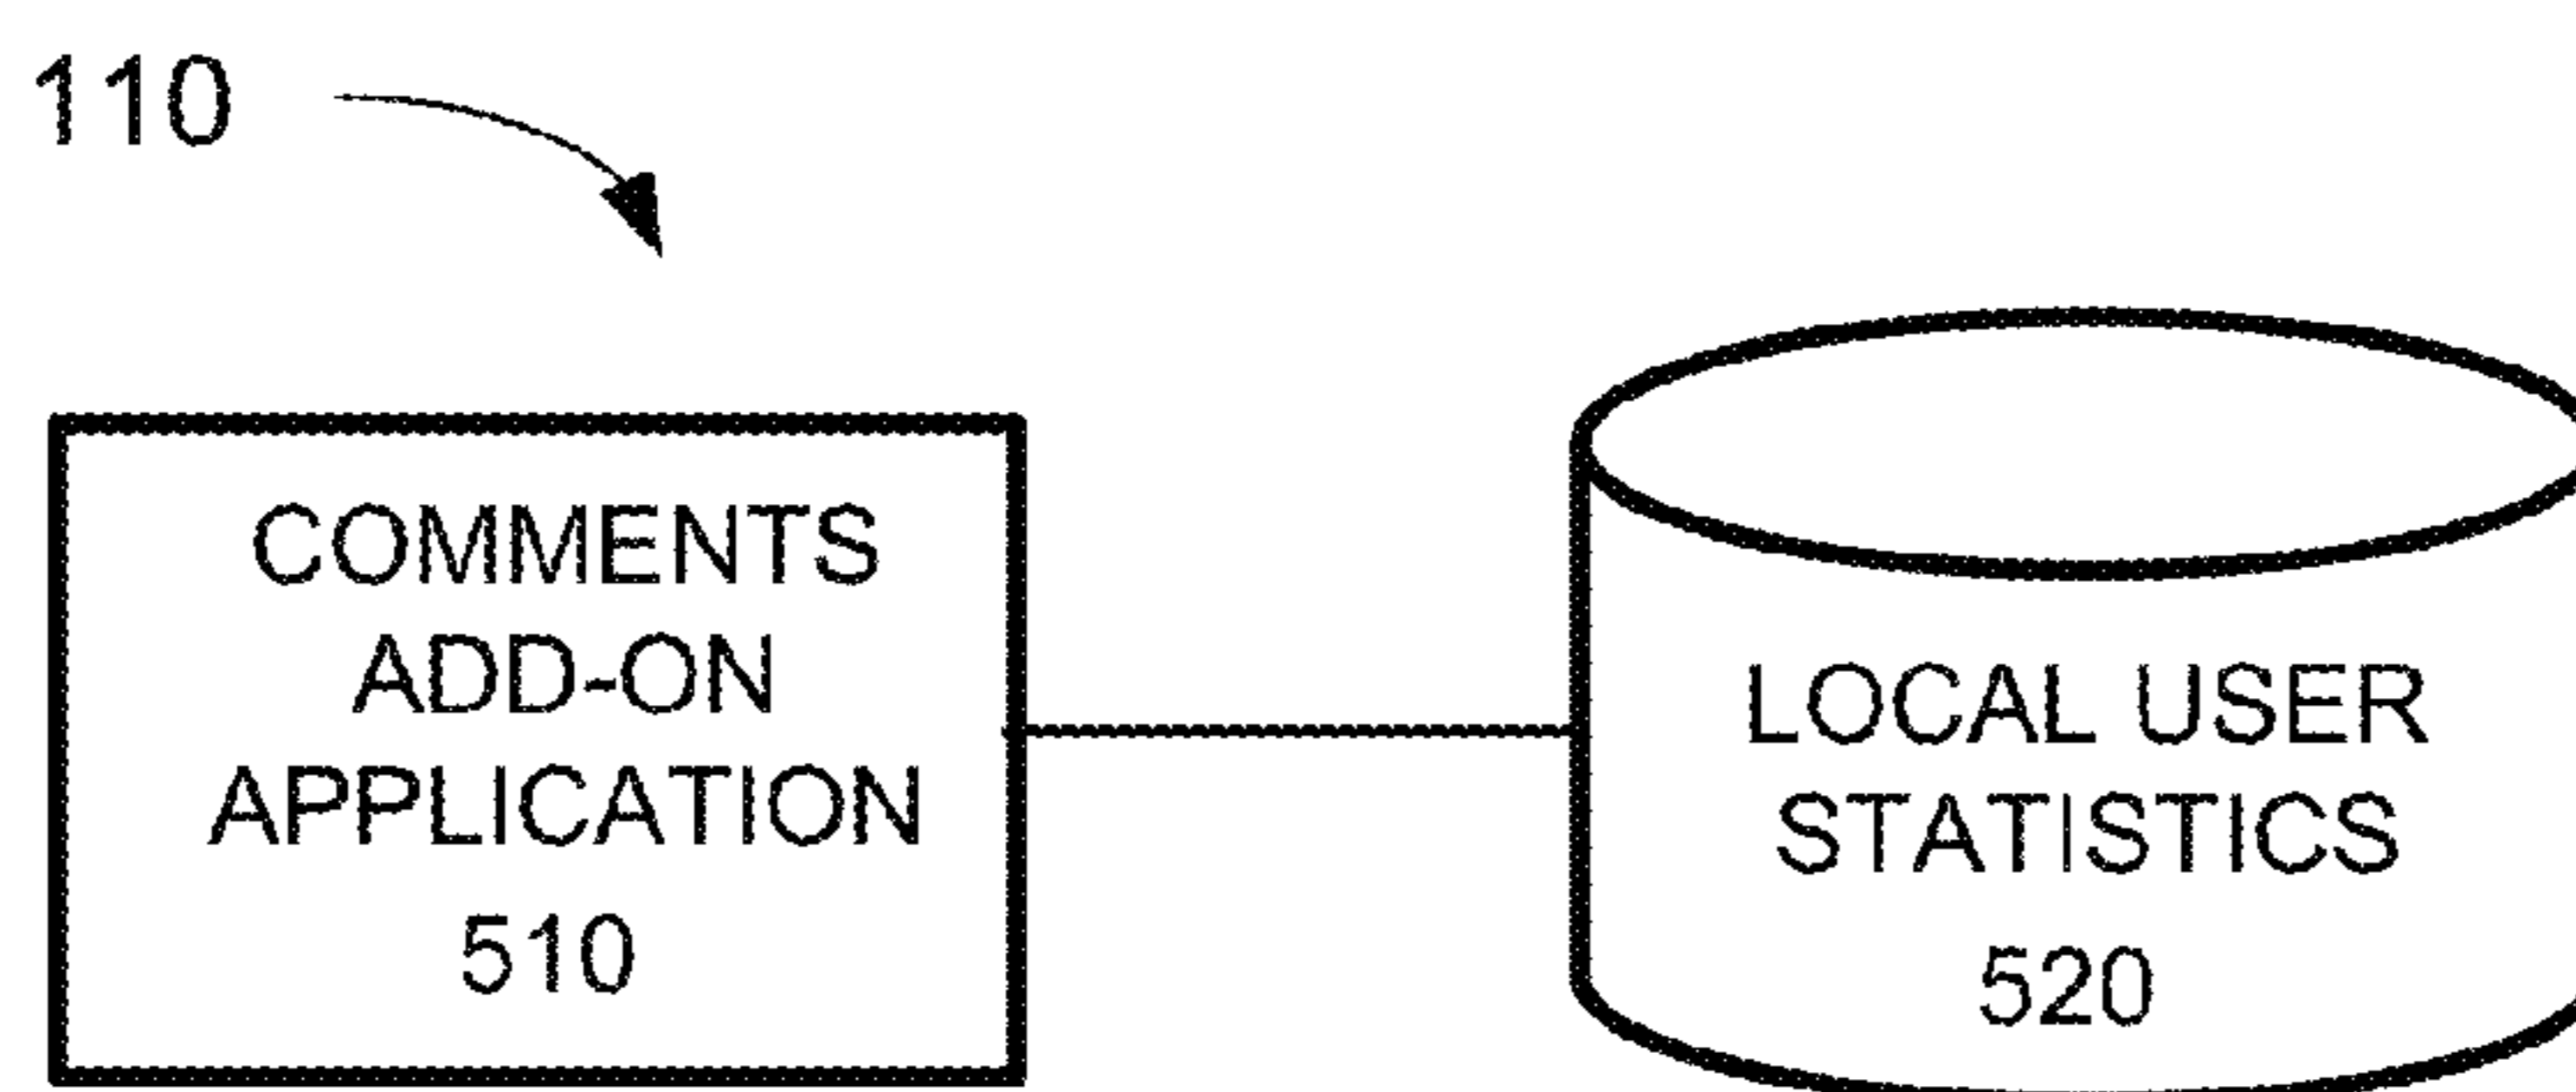 110
COMMENTS
ADD-ON
APPLICATION
510
LOCAL USER
STATISTICS
520